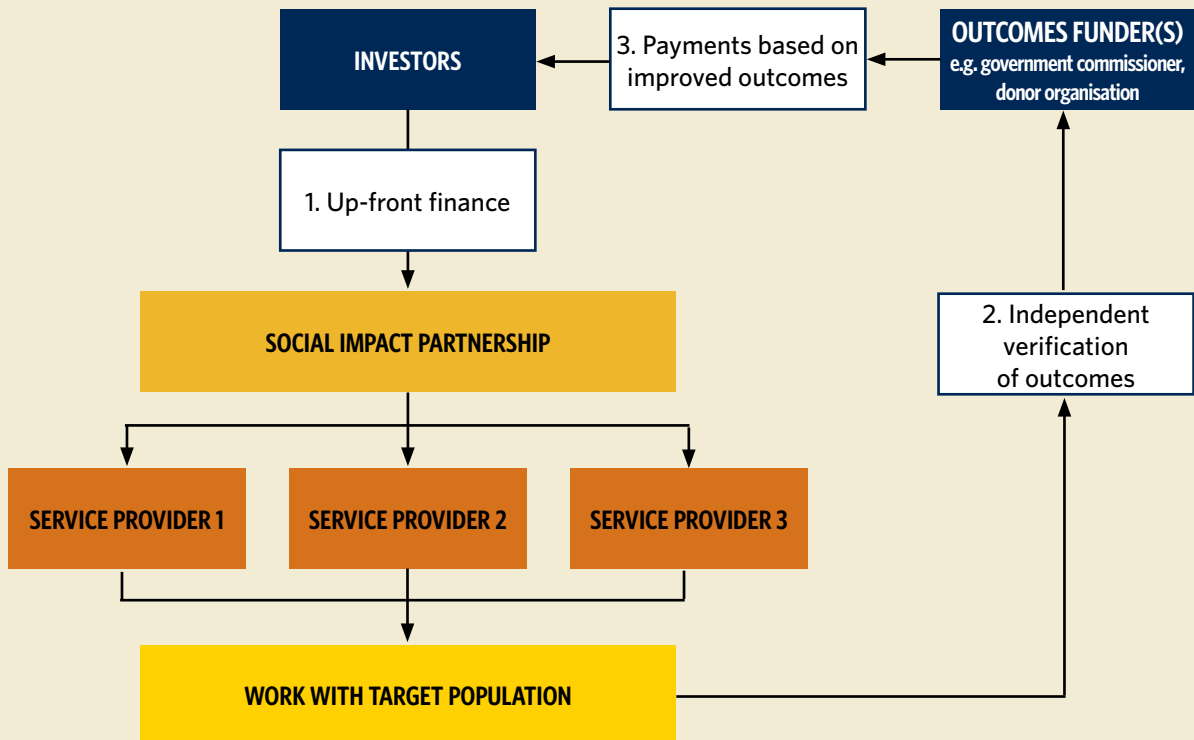 INVESTORS
3. Payments based on
improved outcomes
OUTCOMES FUNDER(S)
e.g. government commissioner,
donor organisation
1. Up-front finance
SOCIAL IMPACT PARTNERSHIP
2. Independent
verification
of outcomes
SERVICE PROVIDER 1
SERVICE PROVIDER 2
SERVICE PROVIDER 3
WORK WITH TARGET POPULATION